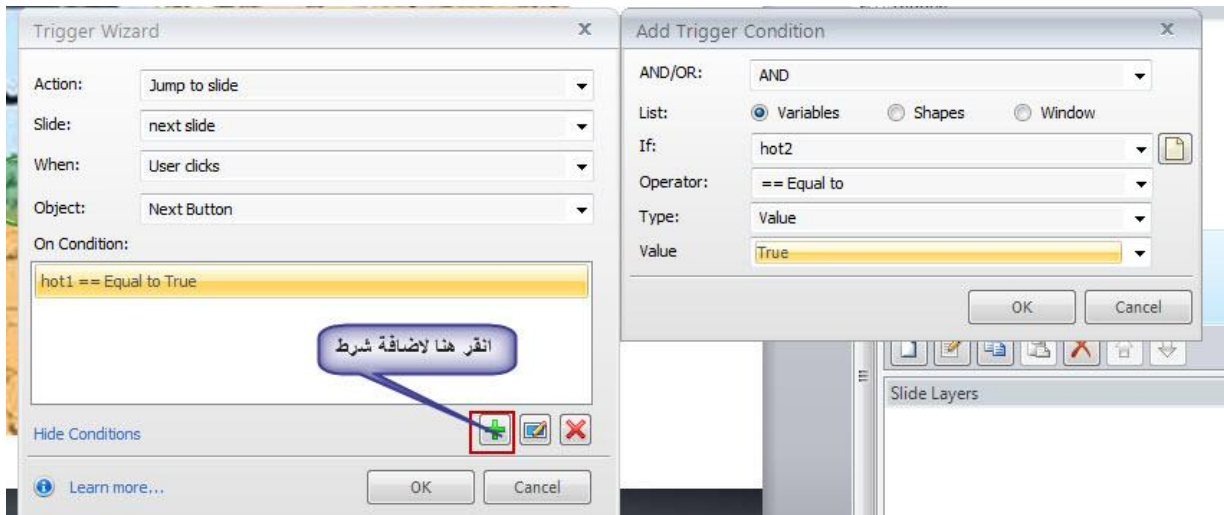 Trigger Wizard
Action: Jump to slide
Slide: next slide
When: User clicks
Object: Next Button
On Condition:
hot1 == Equal to True
انقر هنا لاضافة شرط
Hide Conditions
Learn more...
OK Cancel
Add Trigger Condition
AND/OR: AND
List: Variables Shapes Window
If: hot2
Operator: == Equal to
Type: Value
Value True
OK Cancel
Slide Layers